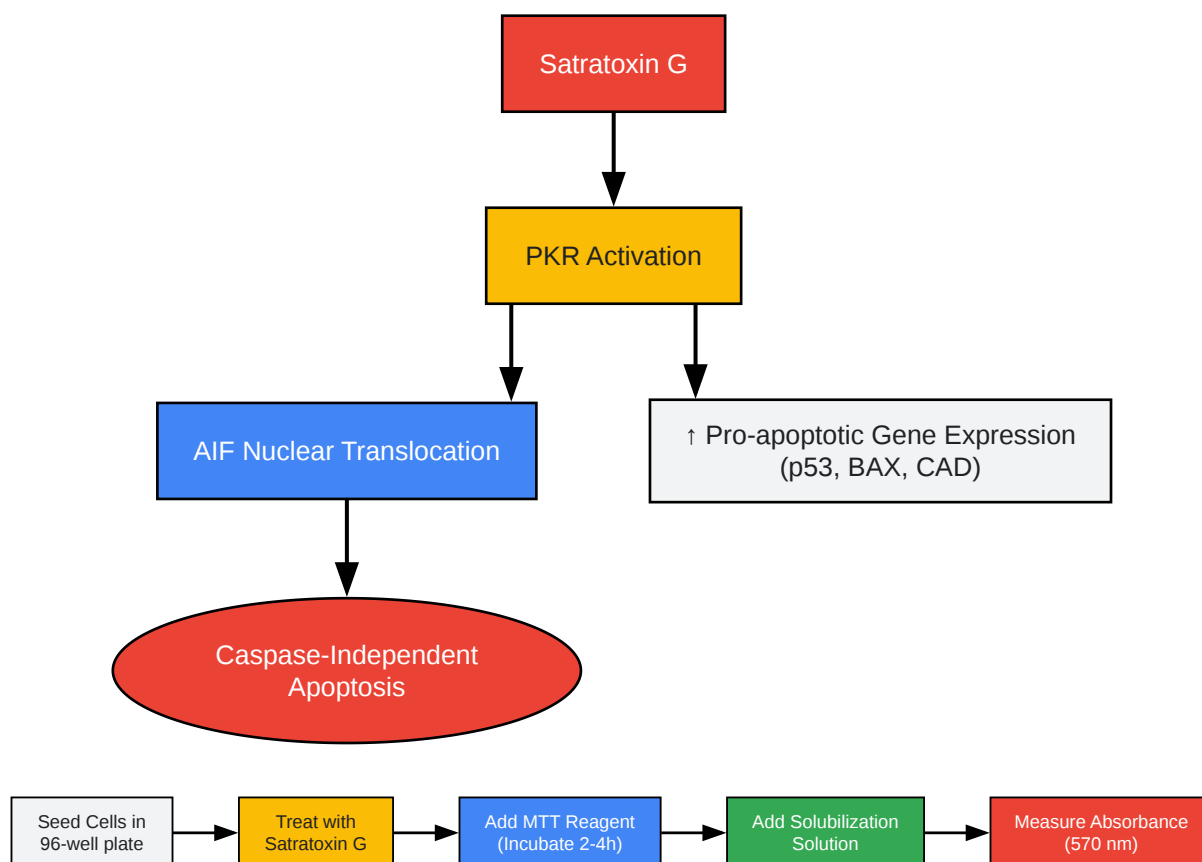 Satratoxin G
PKR Activation
AIF Nuclear Translocation
↑ Pro-apoptotic Gene Expression
(p53, BAX, CAD)
Caspase-Independent
Apoptosis
Seed Cells in
96-well plate
Treat with
Satratoxin G
Add MTT Reagent
(Incubate 2-4h)
Add Solubilization
Solution
Measure Absorbance
(570 nm)